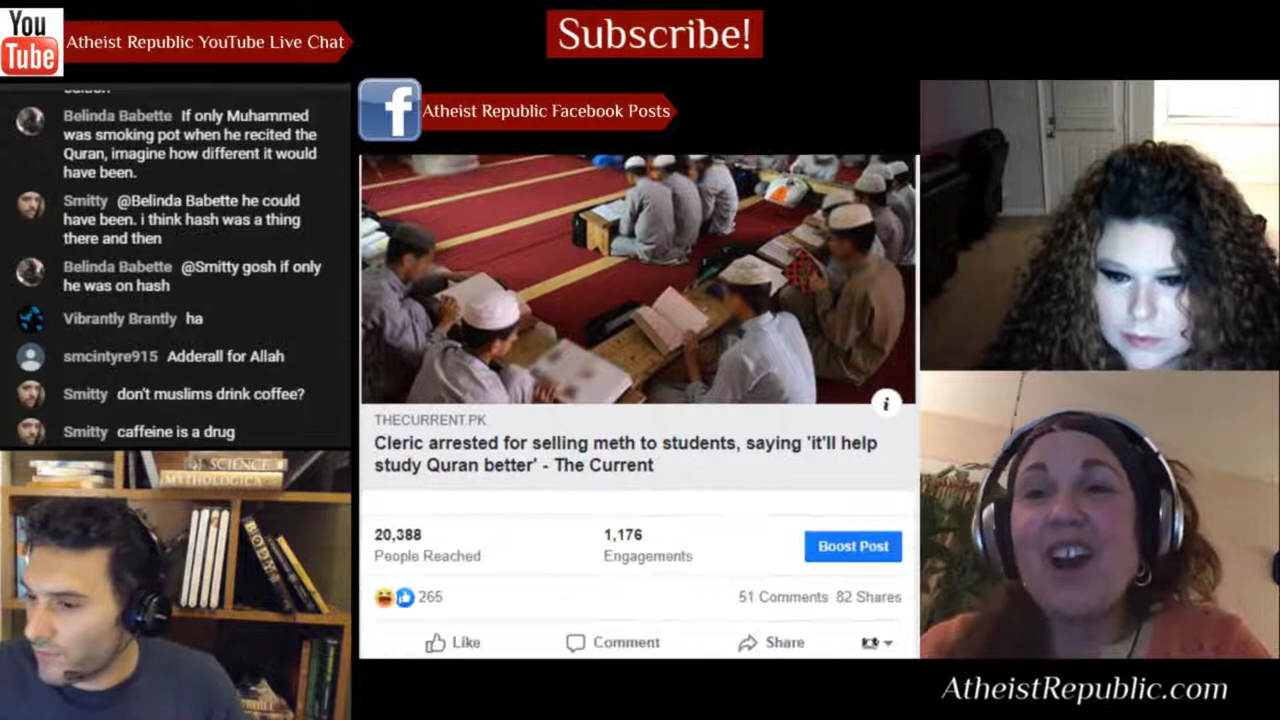 You
Tube
Atheist Republic YouTube Live Chat
Subscribe!
Belinda Babette If only Muhammed
was smoking pot when he recited the
Quran, imagine how different it would
have been.
Smitty @Belinda Babette he could
have been. i think hash was a thing
there and then
Belinda Babette @Smitty gosh if only
he was on hash
Vibrantly Brantly ha
smcintyre915 Adderall for Allah
Smitty don't muslims drink coffee?
Smitty caffeine is a drug
f
Atheist Republic Facebook Posts
i
THECURRENT.PK
Cleric arrested for selling meth to students, saying 'it'll help
study Quran better' - The Current
20,388
People Reached
1,176
Engagements
Boost Post
265
51 Comments 82 Shares
Like
Comment
Share
SCIENCE
MYTHOLOGICA
BODY
AtheistRepublic.com